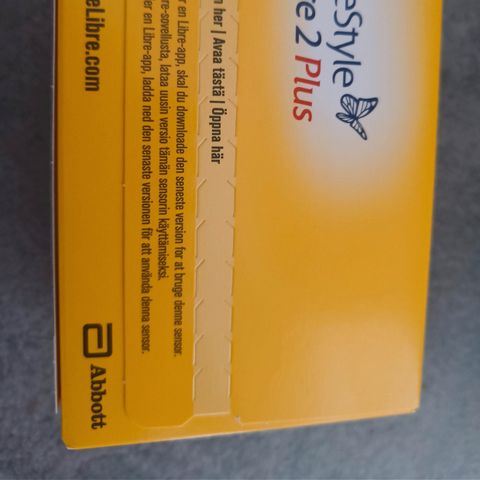 eStyle
re 2 Plus
n her | Avaa tästä | Öppna här
r en Libre-app, skal du downloade den seneste version for at bruge denne sensor.
re-sovellusta, lataa uusin versio tämän sensorin käyttämiseksi.
er en Libre-app, ladda ned den senaste versionen för att använda denna sensor.
eLibre.com
Abbott